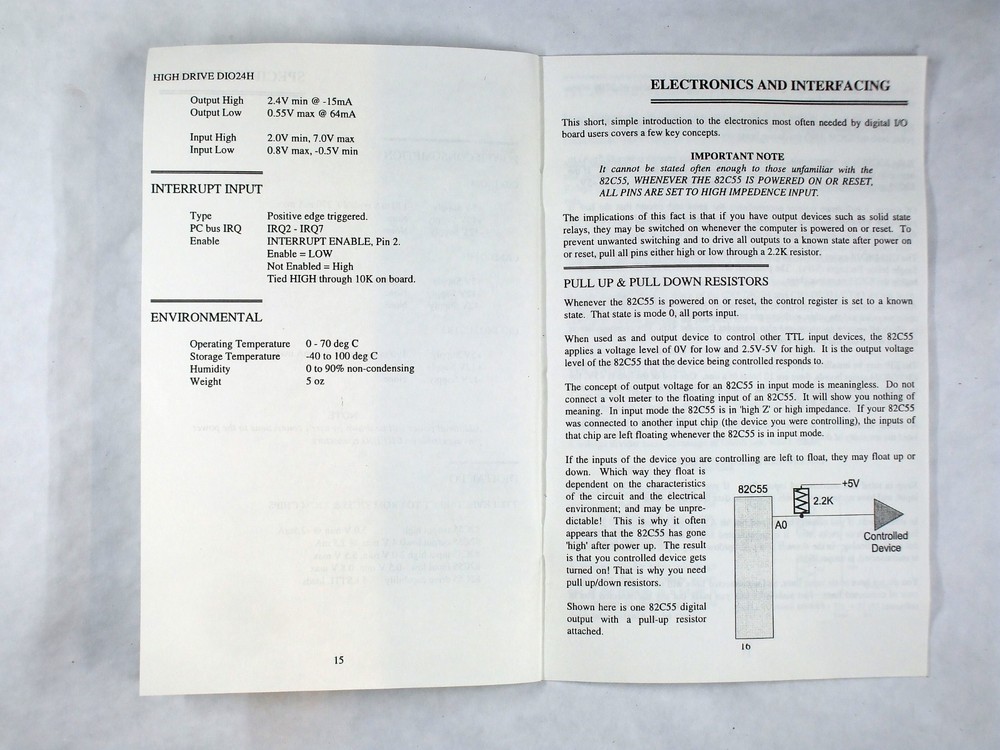 HIGH DRIVE DIO24H
Output High 2.4V min @ -15mA
Output Low 0.55V max @ 64mA
Input High 2.0V min, 7.0V max
Input Low 0.8V max, -0.5V min
INTERRUPT INPUT
Type Positive edge triggered.
PC bus IRQ IRQ2 - IRQ7
Enable INTERRUPT ENABLE, Pin 2.
Enable = LOW
Not Enabled = High
Tied HIGH through 10K on board.
ENVIRONMENTAL
Operating Temperature 0 - 70 deg C
Storage Temperature -40 to 100 deg C
Humidity 0 to 90% non-condensing
Weight 5 oz
15
ELECTRONICS AND INTERFACING
This short, simple introduction to the electronics most often needed by digital I/O
board users covers a few key concepts.
IMPORTANT NOTE
It cannot be stated often enough to those unfamiliar with the
82C55, WHENEVER THE 82C55 IS POWERED ON OR RESET,
ALL PINS ARE SET TO HIGH IMPEDENCE INPUT.
The implications of this fact is that if you have output devices such as solid state
relays, they may be switched on whenever the computer is powered on or reset. To
prevent unwanted switching and to drive all outputs to a known state after power on
or reset, pull all pins either high or low through a 2.2K resistor.
PULL UP & PULL DOWN RESISTORS
Whenever the 82C55 is powered on or reset, the control register is set to a known
state. That state is mode 0, all ports input.
When used as and output device to control other TTL input devices, the 82C55
applies a voltage level of 0V for low and 2.5V-5V for high. It is the output voltage
level of the 82C55 that the device being controlled responds to.
The concept of output voltage for an 82C55 in input mode is meaningless. Do not
connect a volt meter to the floating input of an 82C55. It will show you nothing of
meaning. In input mode the 82C55 is in 'high Z' or high impedance. If your 82C55
was connected to another input chip (the device you were controlling), the inputs of
that chip are left floating whenever the 82C55 is in input mode.
If the inputs of the device you are controlling are left to float, they may float up or
down. Which way they float is
dependent on the characteristics
of the circuit and the electrical
environment; and may be unpre-
dictable! This is why it often
appears that the 82C55 has gone
'high' after power up. The result
is that you controlled device gets
turned on! That is why you need
pull up/down resistors.
Shown here is one 82C55 digital
output with a pull-up resistor
attached.
82C55
+5V
2.2K
A0
Controlled
Device
16